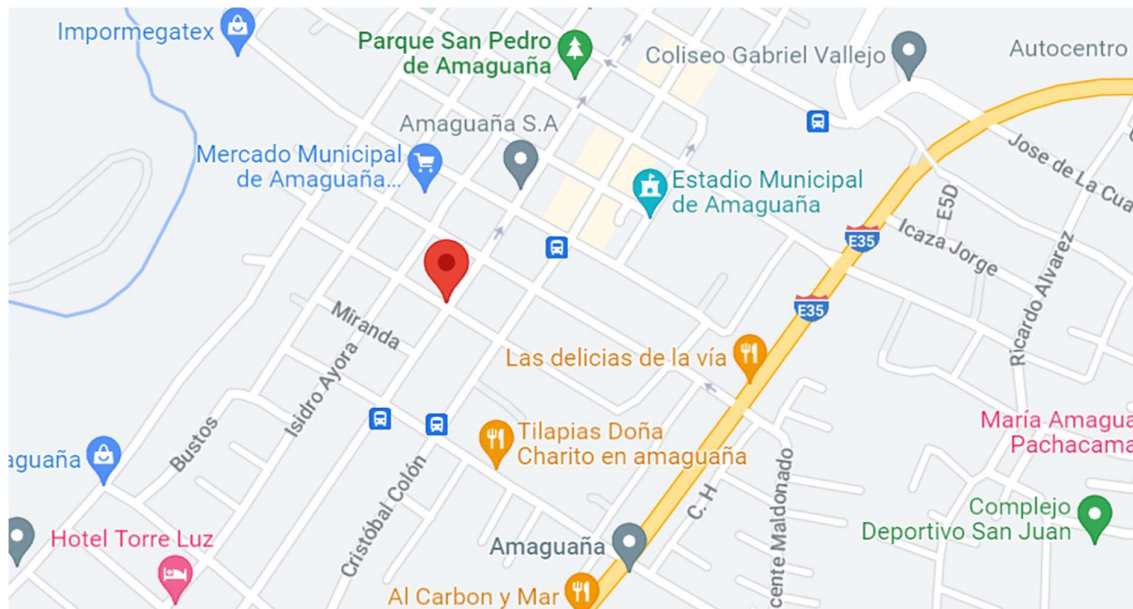 Impormegatex
Parque San Pedro
de Amaguaña
Coliseo Gabriel Vallejo
Autocentro
Amaguaña S.A
Mercado Municipal
de Amaguaña...
Estadio Municipal
de Amaguaña
Jose de La Cua
E5D
Icaza Jorge
E35
E35
Ricardo Alvarez
Miranda
Isidro Ayora
Las delicias de la vía
Bustos
Tilapias Doña
Charito en amaguaña
María Amagua
Pachacama
aguaña
Cristóbal Colón
C. H
cente Maldonado
Complejo
Deportivo San Juan
Hotel Torre Luz
Amaguaña
Al Carbon y Mar